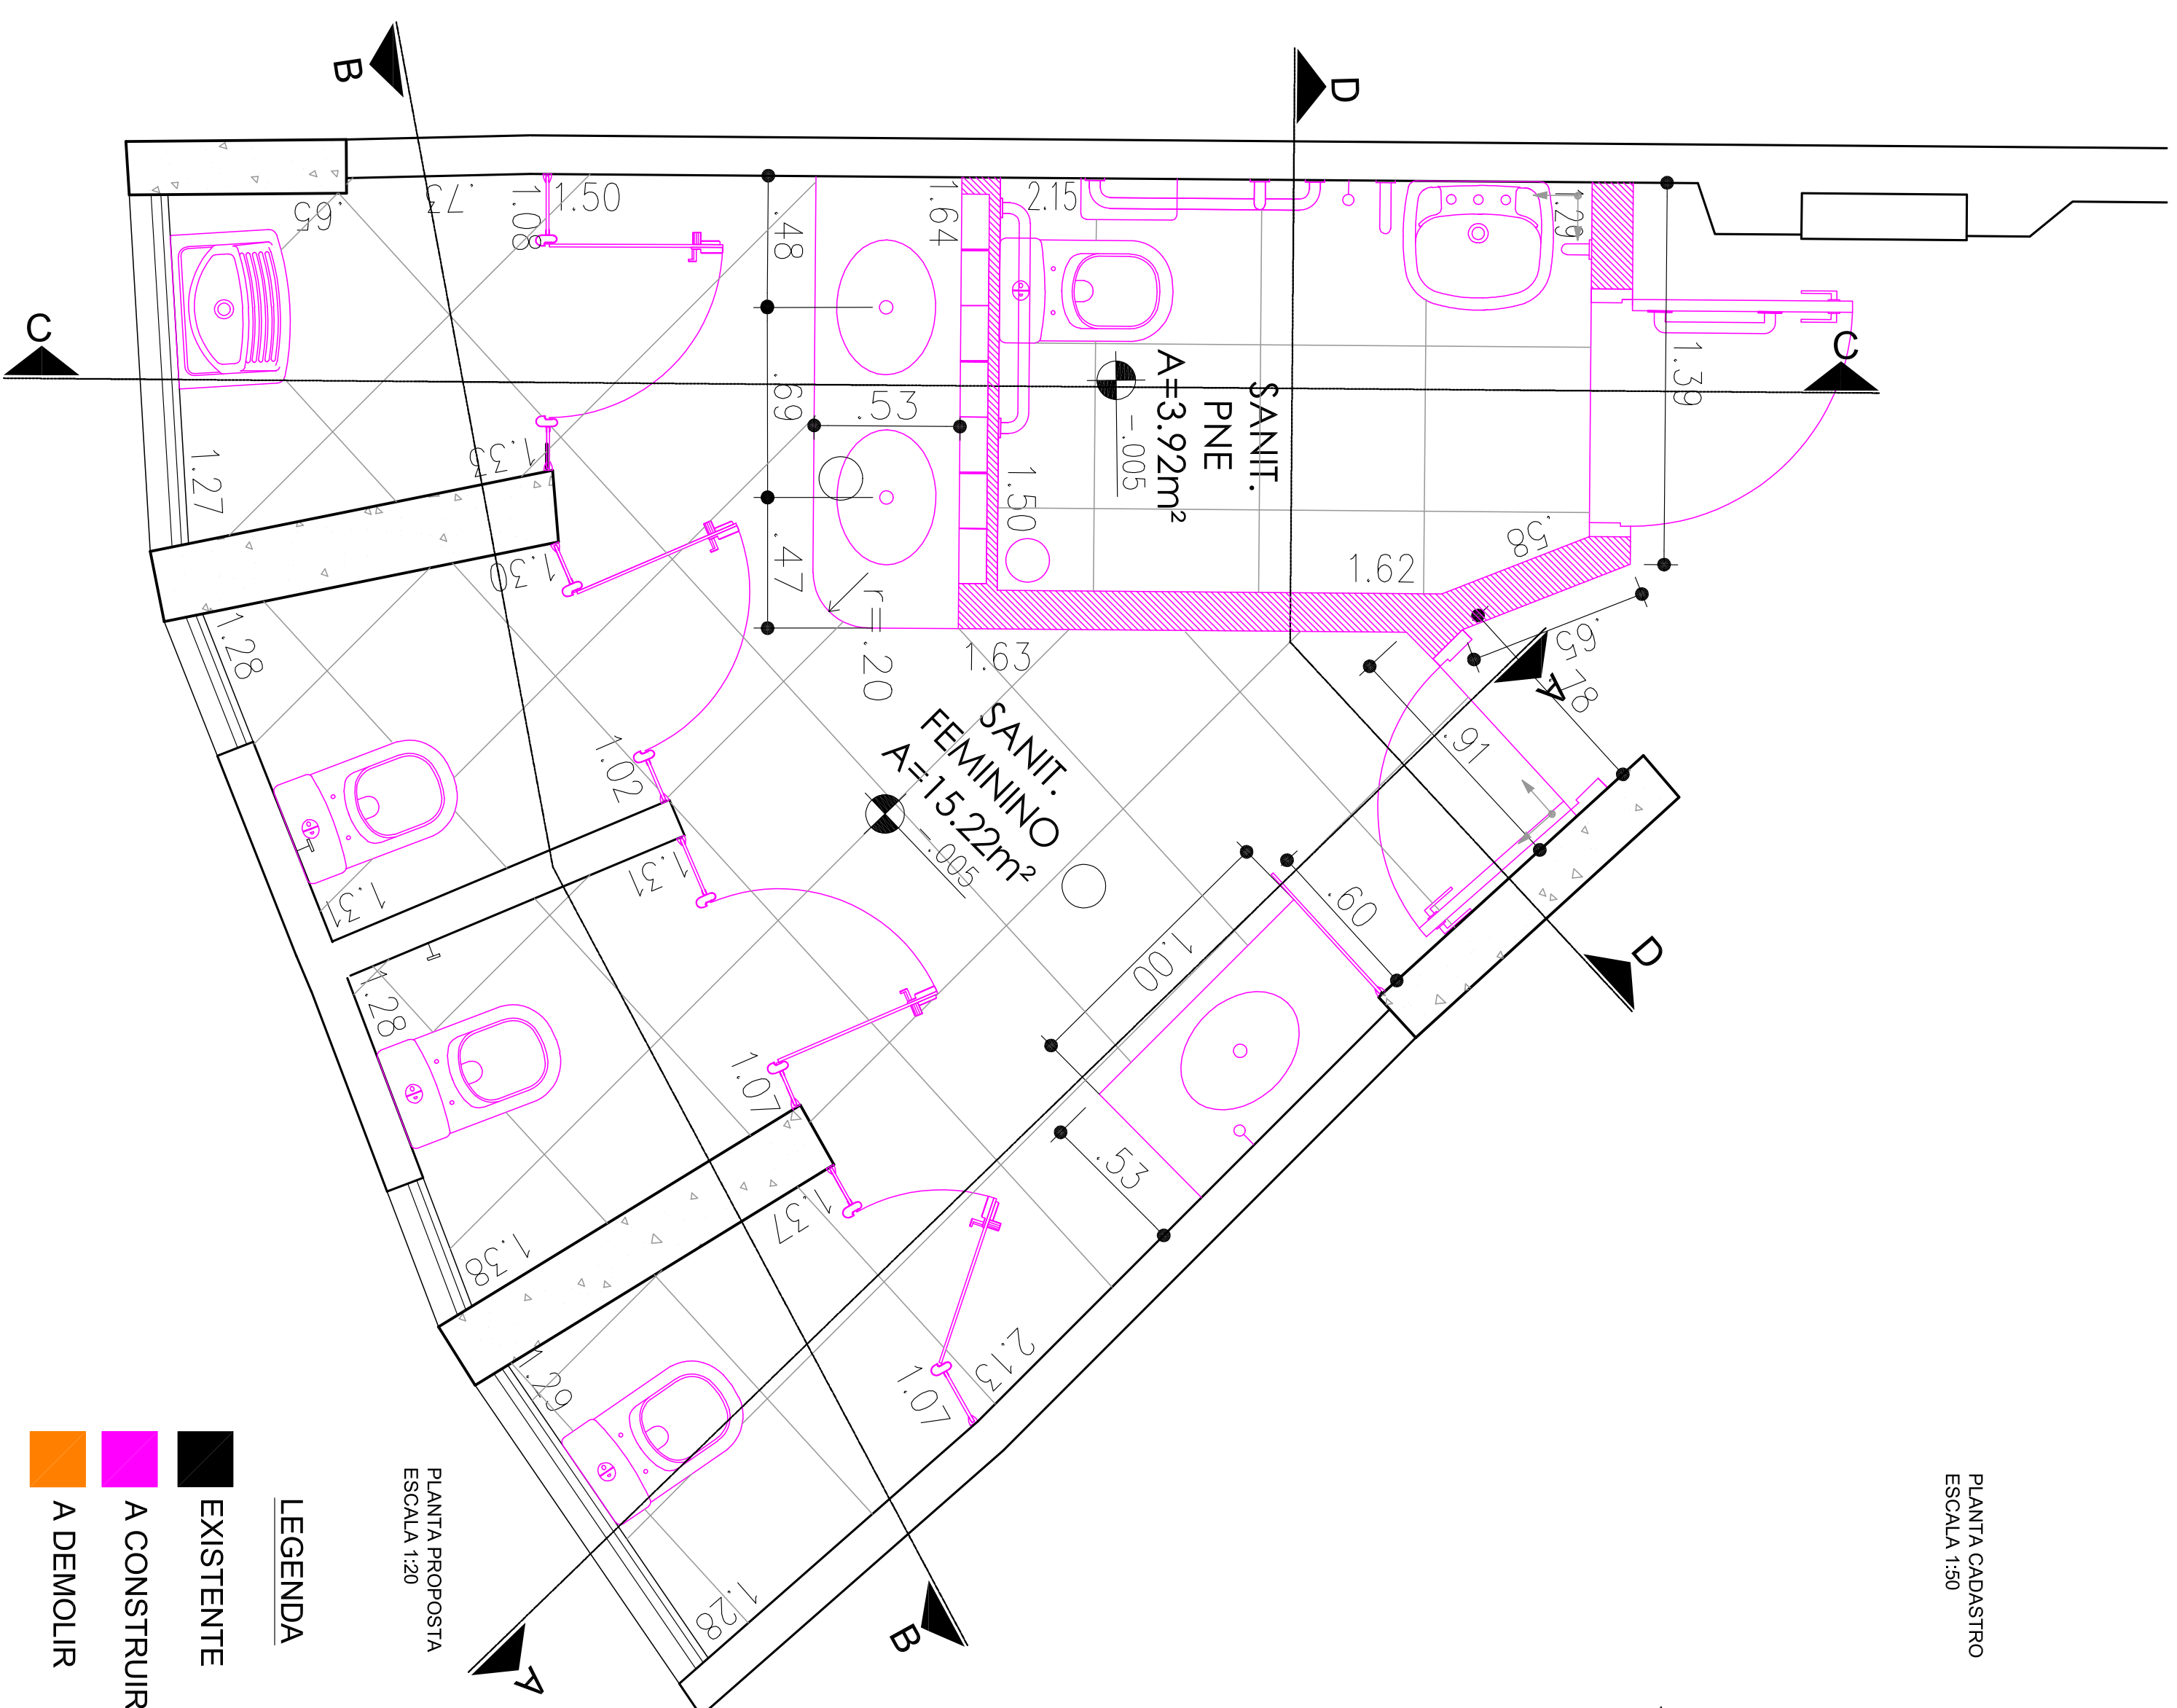 B
D
C
C
.65
.73
1.08
1.50
.48
1.64
2.15
1.29
1.39
.69
.53
SANIT.
PNE
A=3.92m²
-.005
1.27
1.33
1.50
.58
1.30
.47
1.62
r=.20
1.28
1.63
.65
A
.78
.91
SANIT.
FEMININO
A=15.22m²
-.005
1.02
1.31
1.31
.60
1.00
D
1.28
1.07
.53
1.37
1.38
2.13
1.29
1.07
1.28
B
A
PLANTA CADASTRO
ESCALA 1:50
PLANTA PROPOSTA
ESCALA 1:20
LEGENDA
EXISTENTE
A CONSTRUIR
A DEMOLIR